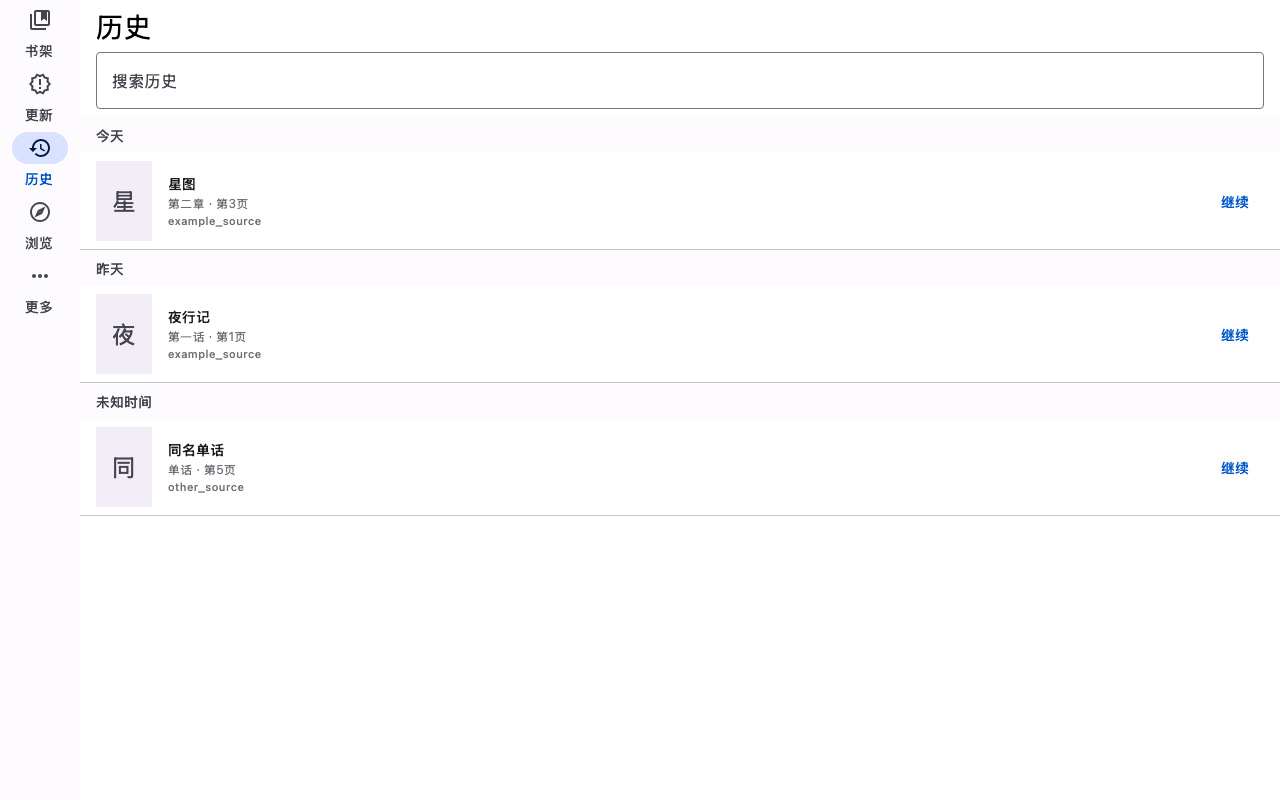 书架
更新
历史
浏览
更多
历史
搜索历史
今天
星
星图
第二章 · 第3页
example_source
继续
昨天
夜
夜行记
第一话 · 第1页
example_source
继续
未知时间
同
同名单话
单话 · 第5页
other_source
继续